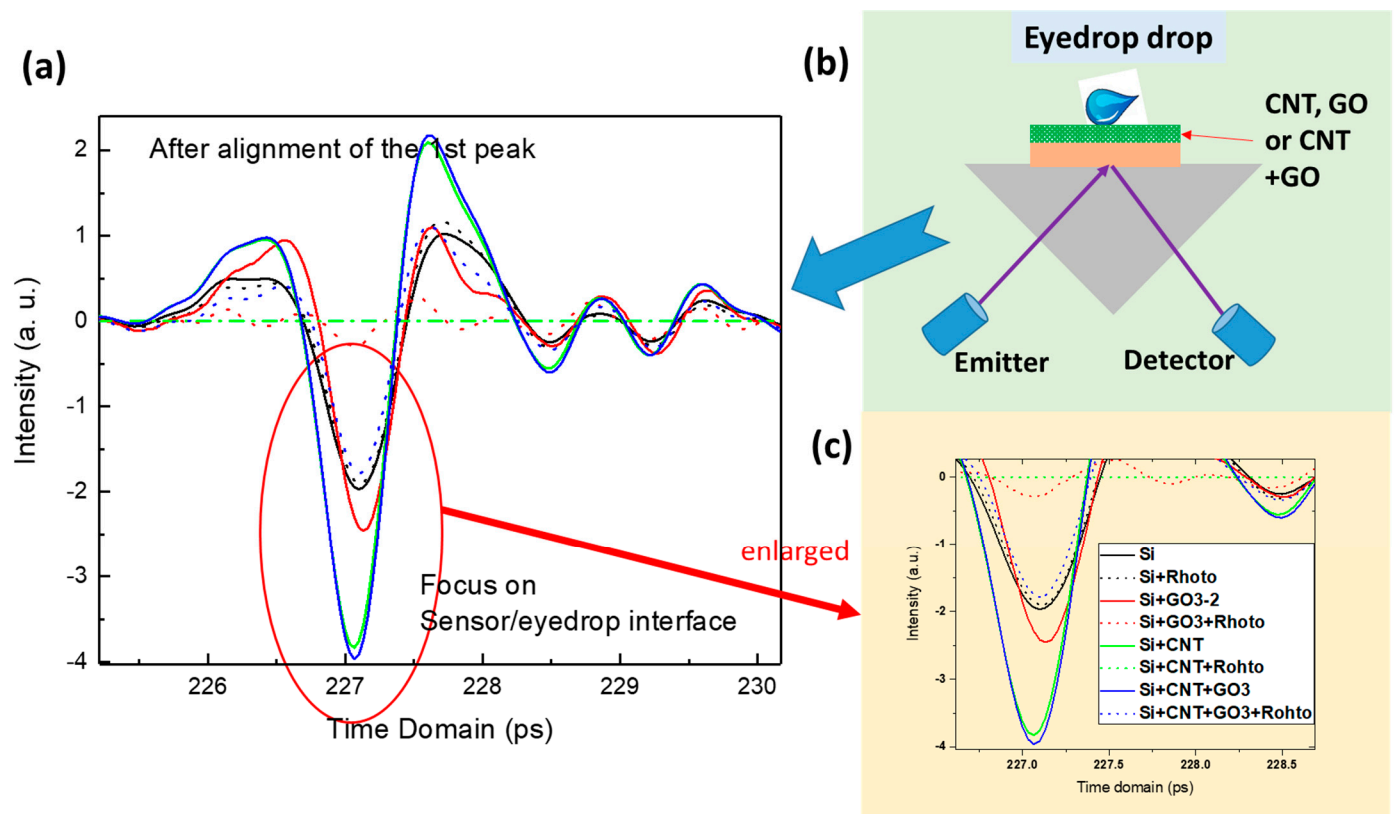 (a)
After alignment of the 1st peak
2
1
0
-1
-2
-3
-4
Intensity (a. u.)
226
227
228
229
230
Time Domain (ps)
Focus on
Sensor/eyedrop interface
enlarged
(b)
Eyedrop drop
CNT, GO
or CNT
+GO
Emitter
Detector
(c)
0
-1
-2
-3
-4
Intensity (a.u.)
Si
Si+Rhoto
Si+GO3-2
Si+GO3+Rhoto
Si+CNT
Si+CNT+Rohto
Si+CNT+GO3
Si+CNT+GO3+Rohto
227.0
227.5
228.0
228.5
Time domain (ps)